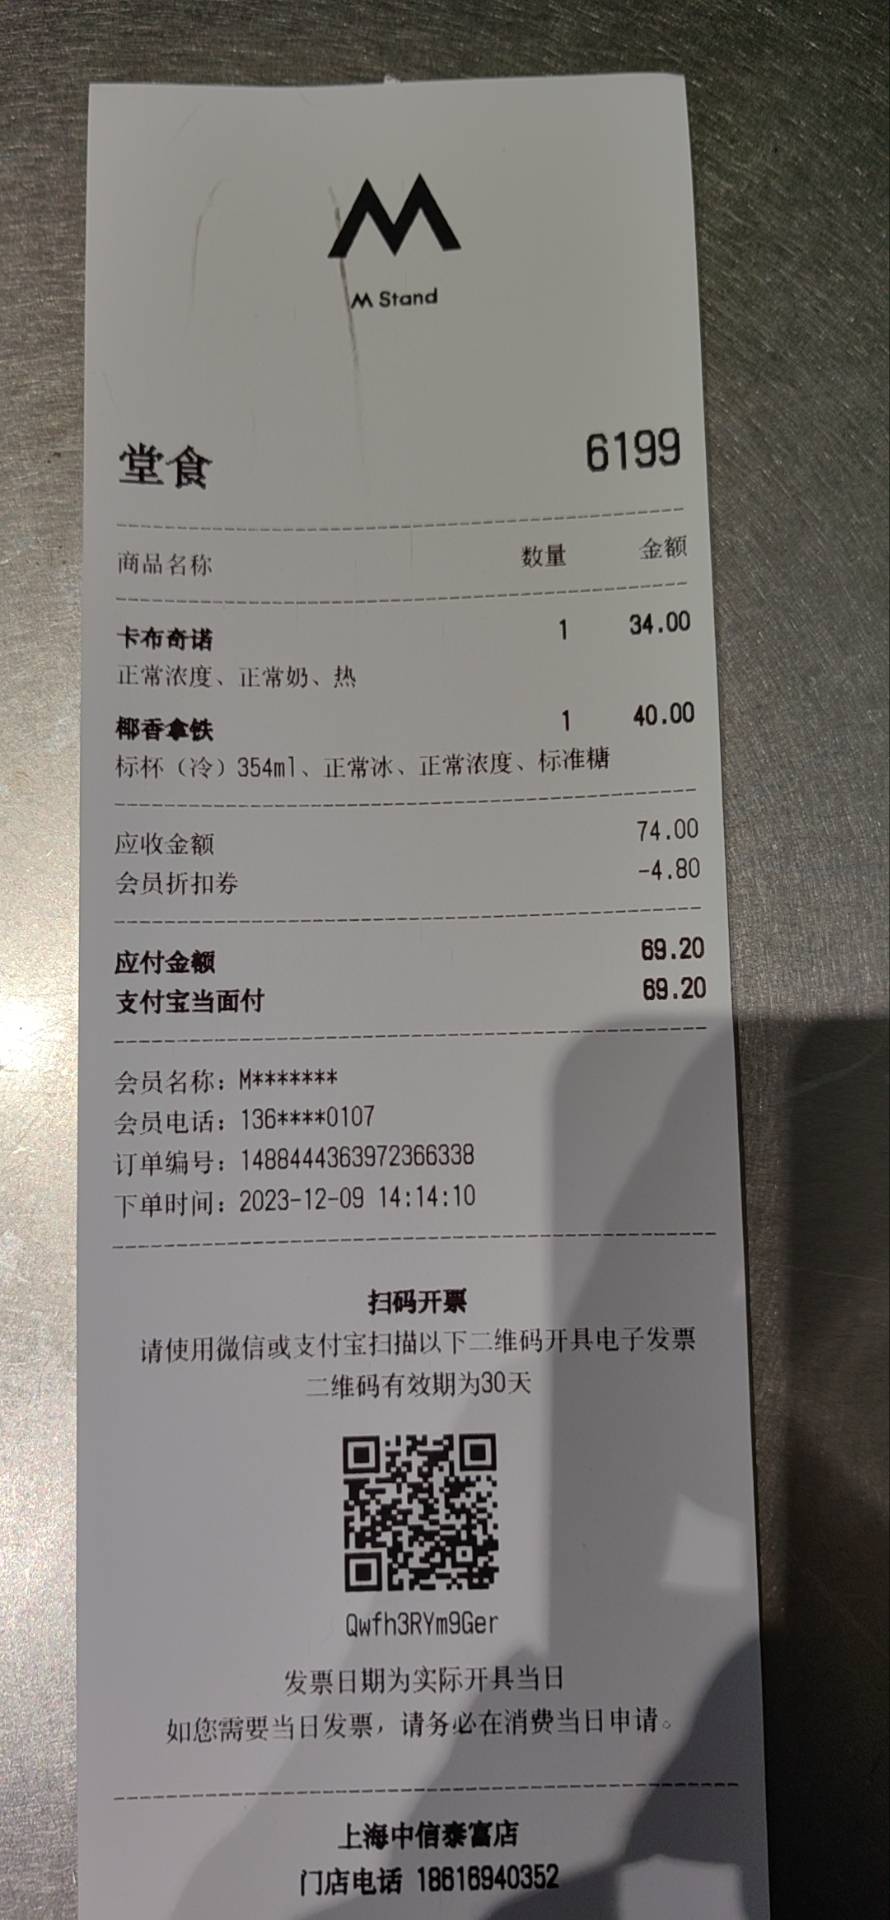 M Stand
堂食 6199
商品名称 数量 金额
卡布奇诺 1 34.00
正常浓度、正常奶、热
椰香拿铁 1 40.00
标杯（冷）354ml、正常冰、正常浓度、标准糖
应收金额 74.00
会员折扣券 -4.80
应付金额 69.20
支付宝当面付 69.20
会员名称：M*******
会员电话：136****0107
订单编号：1488444363972366338
下单时间：2023-12-09 14:14:10
扫码开票
请使用微信或支付宝扫描以下二维码开具电子发票
二维码有效期为30天
Qwfh3RYm9Ger
发票日期为实际开具当日
如您需要当日发票，请务必在消费当日申请。
上海中信泰富店
门店电话 18616940352